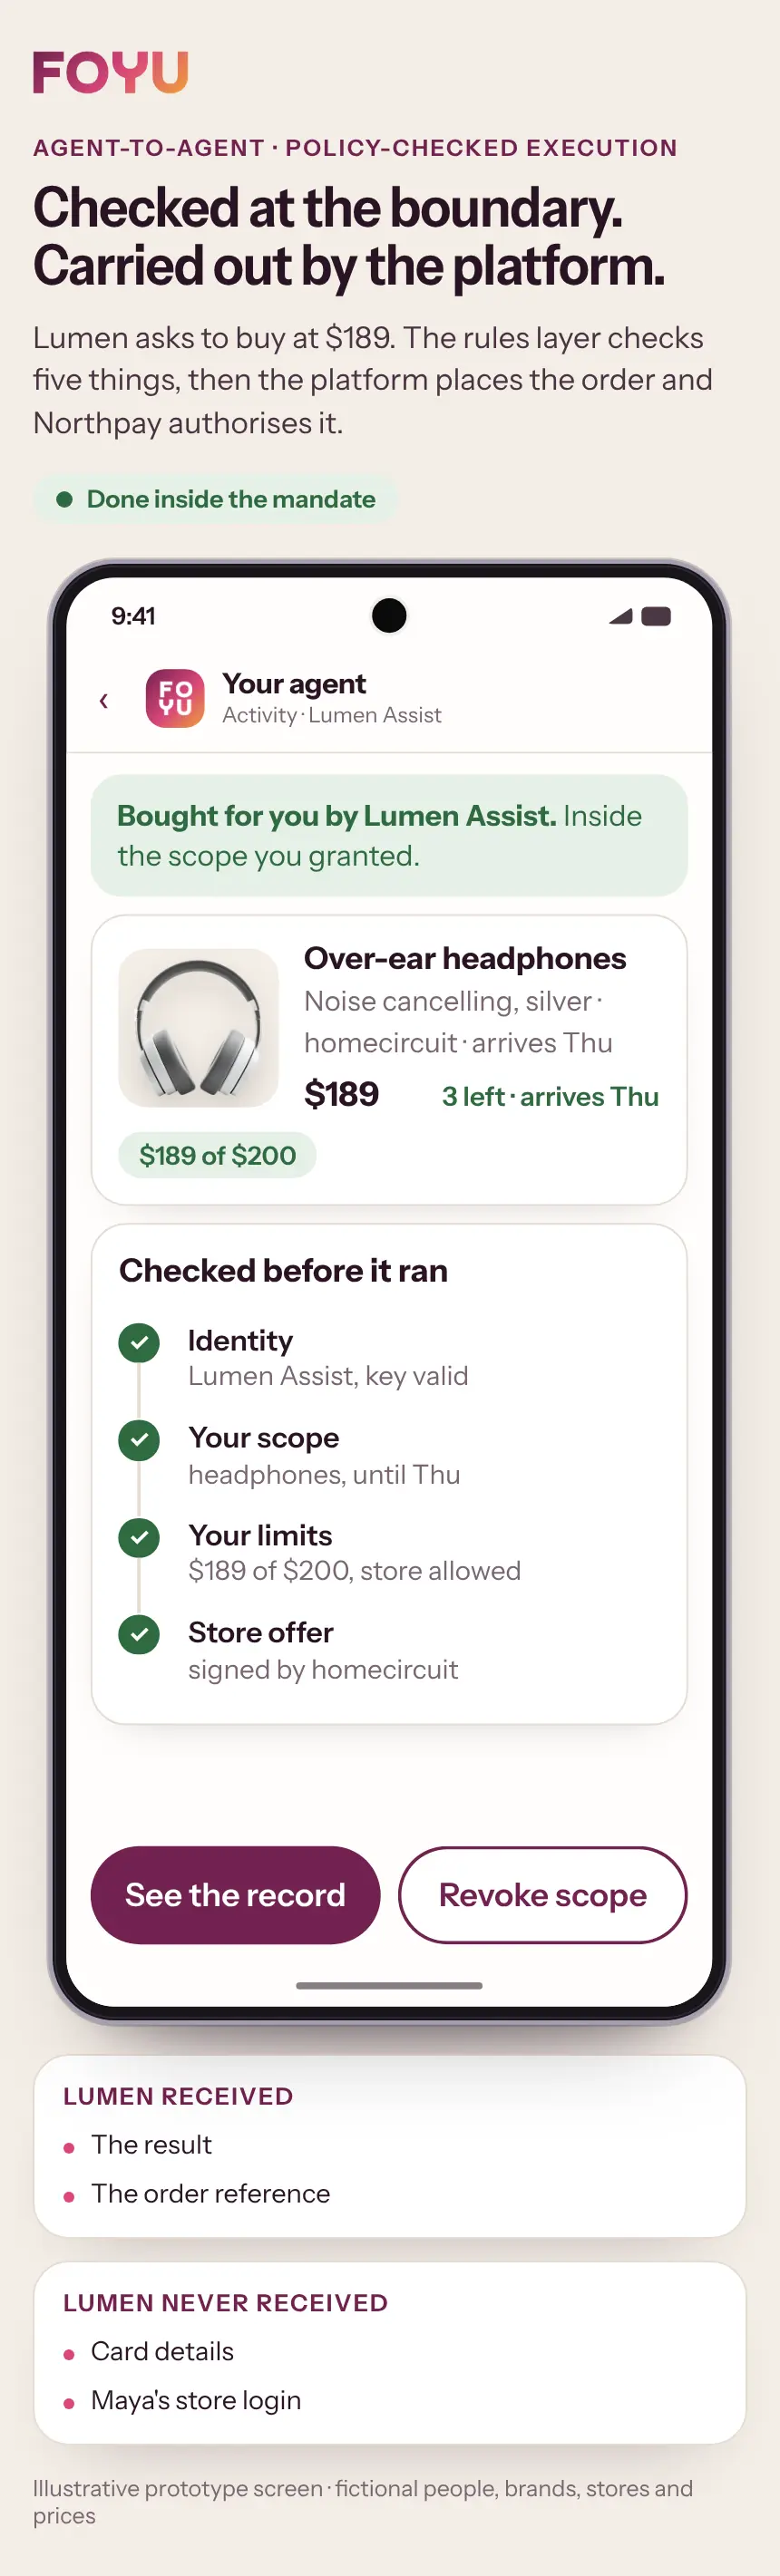 FOYU
AGENT-TO-AGENT · POLICY-CHECKED EXECUTION
Checked at the boundary.
Carried out by the platform.
Lumen asks to buy at $189. The rules layer checks
five things, then the platform places the order and
Northpay authorises it.
Done inside the mandate
9:41
‹
FO
YU
Your agent
Activity · Lumen Assist
Bought for you by Lumen Assist. Inside
the scope you granted.
Over-ear headphones
Noise cancelling, silver ·
homecircuit · arrives Thu
$189 3 left · arrives Thu
$189 of $200
Checked before it ran
Identity
Lumen Assist, key valid
Your scope
headphones, until Thu
Your limits
$189 of $200, store allowed
Store offer
signed by homecircuit
See the record Revoke scope
LUMEN RECEIVED
The result
The order reference
LUMEN NEVER RECEIVED
Card details
Maya's store login
Illustrative prototype screen · fictional people, brands, stores and
prices